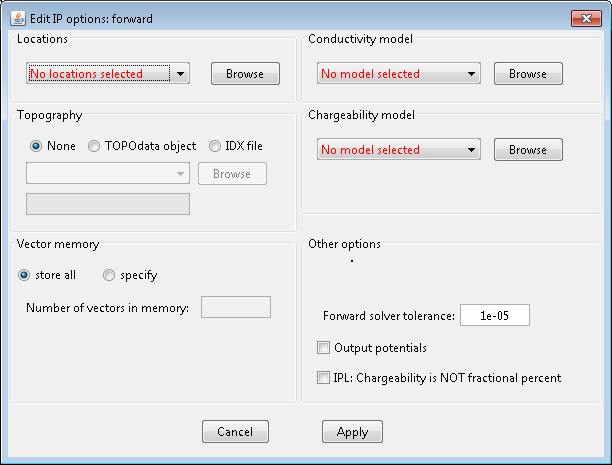 Edit IP options: forward
Locations
No locations selected
Browse
Conductivity model
No model selected
Browse
Topography
None
TOPOdata object
IDX file
Browse
Chargeability model
No model selected
Browse
Vector memory
store all
specify
Number of vectors in memory:
Other options
Forward solver tolerance:
1e-05
Output potentials
IPL: Chargeability is NOT fractional percent
Cancel
Apply